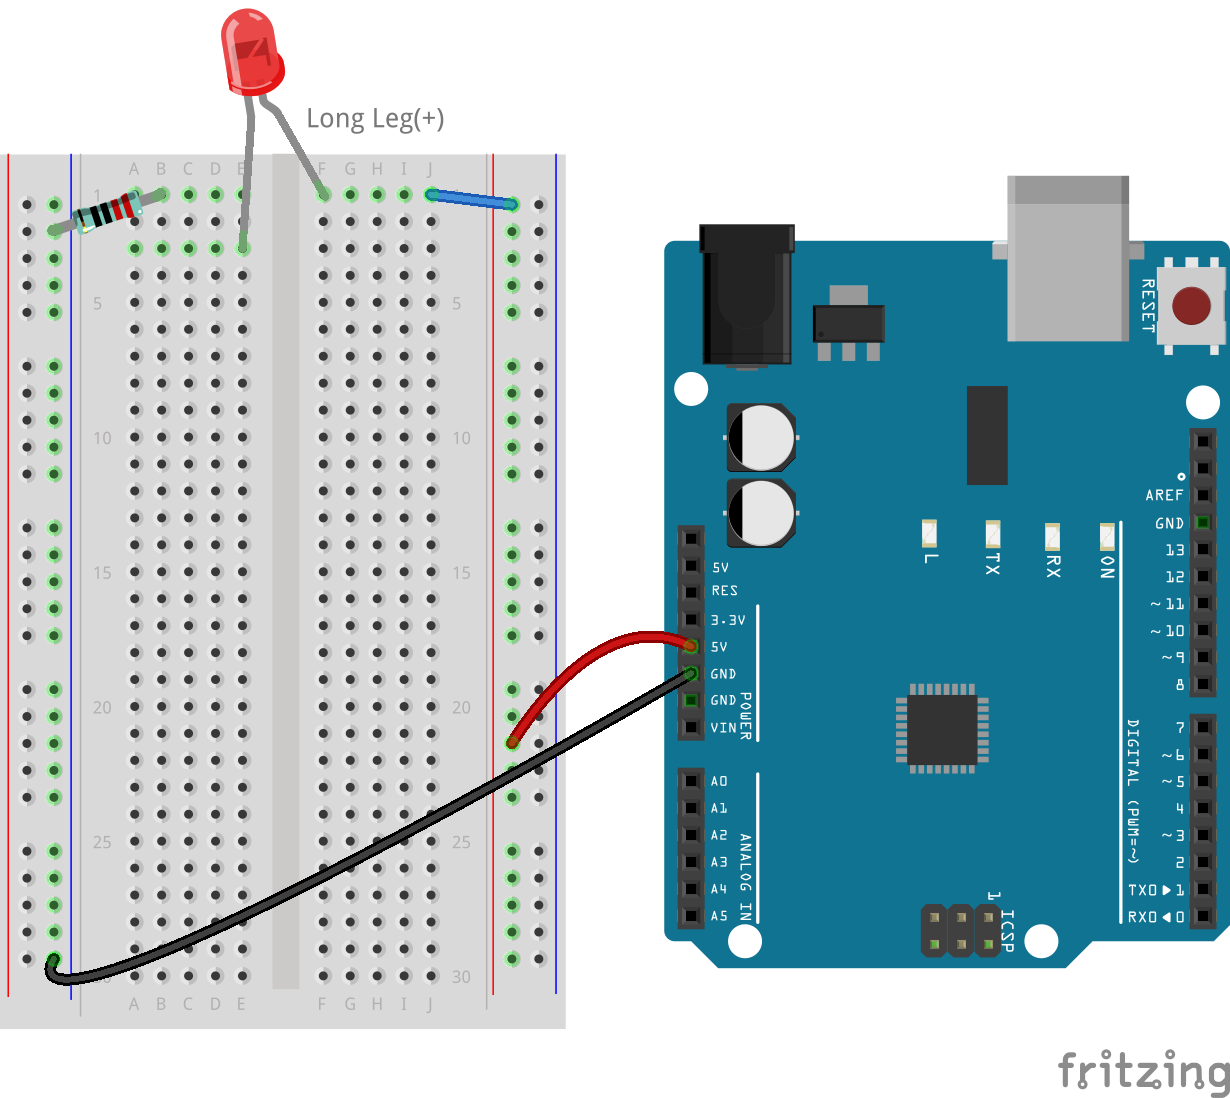 Long Leg(+)
A B C D E F G H I J
1
5 5
10 10
15 15
20 20
25 25
30 30
A B C D E F G H I J
RESET
AREF
GND
13
12
~11
~10
~9
8
L
TX
RX
ON
5V
RES
3.3V
5V
GND
GND
VIN
POWER
A0
A1
A2
A3
A4
A5
ANALOG IN
7
~6
~5
4
~3
2
TX0▶1
RX0◀0
DIGITAL (PWM=~)
1
ICSP
fritzing